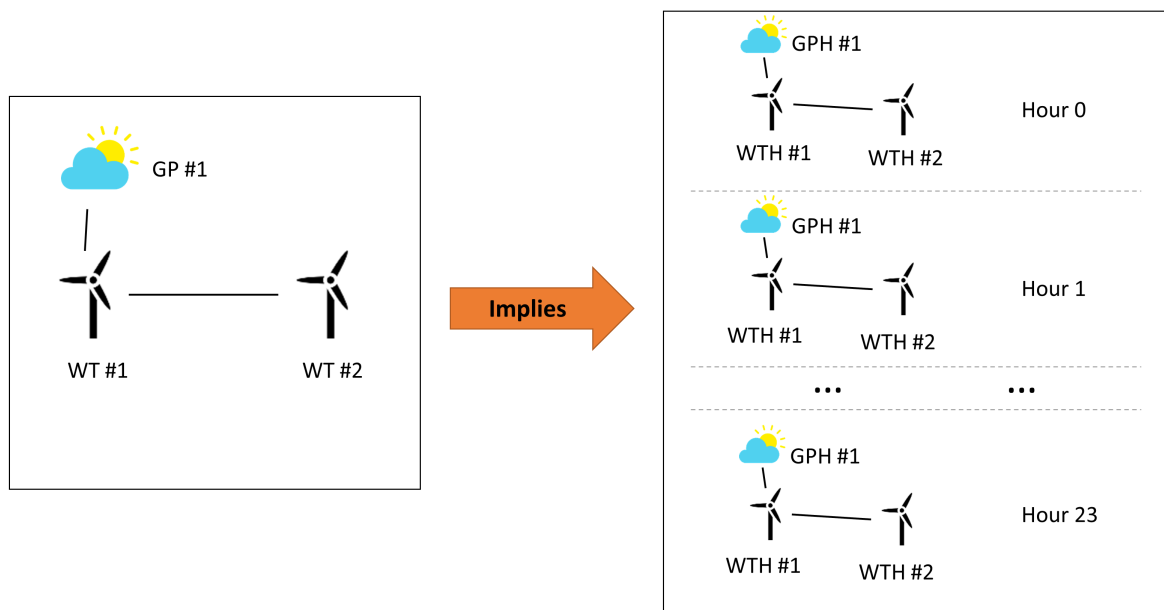 GP #1
WT #1
WT #2
Implies
GPH #1
WTH #1
WTH #2
Hour 0
GPH #1
WTH #1
WTH #2
Hour 1
... ...
GPH #1
WTH #1
WTH #2
Hour 23